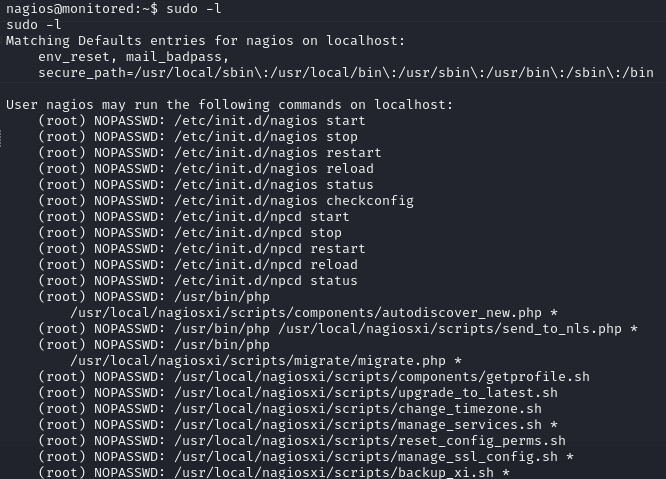 nagios@monitored:~$ sudo -l
sudo -l
Matching Defaults entries for nagios on localhost:
    env_reset, mail_badpass,
    secure_path=/usr/local/sbin\:/usr/local/bin\:/usr/sbin\:/usr/bin\:/sbin\:/bin

User nagios may run the following commands on localhost:
    (root) NOPASSWD: /etc/init.d/nagios start
    (root) NOPASSWD: /etc/init.d/nagios stop
    (root) NOPASSWD: /etc/init.d/nagios restart
    (root) NOPASSWD: /etc/init.d/nagios reload
    (root) NOPASSWD: /etc/init.d/nagios status
    (root) NOPASSWD: /etc/init.d/nagios checkconfig
    (root) NOPASSWD: /etc/init.d/npcd start
    (root) NOPASSWD: /etc/init.d/npcd stop
    (root) NOPASSWD: /etc/init.d/npcd restart
    (root) NOPASSWD: /etc/init.d/npcd reload
    (root) NOPASSWD: /etc/init.d/npcd status
    (root) NOPASSWD: /usr/bin/php
        /usr/local/nagiosxi/scripts/components/autodiscover_new.php *
    (root) NOPASSWD: /usr/bin/php /usr/local/nagiosxi/scripts/send_to_nls.php *
    (root) NOPASSWD: /usr/bin/php
        /usr/local/nagiosxi/scripts/migrate/migrate.php *
    (root) NOPASSWD: /usr/local/nagiosxi/scripts/components/getprofile.sh
    (root) NOPASSWD: /usr/local/nagiosxi/scripts/upgrade_to_latest.sh
    (root) NOPASSWD: /usr/local/nagiosxi/scripts/change_timezone.sh
    (root) NOPASSWD: /usr/local/nagiosxi/scripts/manage_services.sh *
    (root) NOPASSWD: /usr/local/nagiosxi/scripts/reset_config_perms.sh
    (root) NOPASSWD: /usr/local/nagiosxi/scripts/manage_ssl_config.sh *
    (root) NOPASSWD: /usr/local/nagiosxi/scripts/backup_xi.sh *